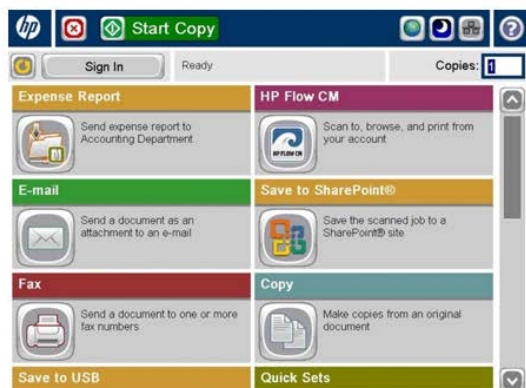 hp
Start Copy
?
Sign In
Ready
Copies: 1
Expense Report
Send expense report to
Accounting Department
HP Flow CM
HP FLOW CM
Scan to, browse, and print from
your account
E-mail
Send a document as an
attachment to an e-mail
Save to SharePoint®
Save the scanned job to a
SharePoint® site
Fax
Send a document to one or more
fax numbers
Copy
Make copies from an original
document
Save to USB
Quick Sets